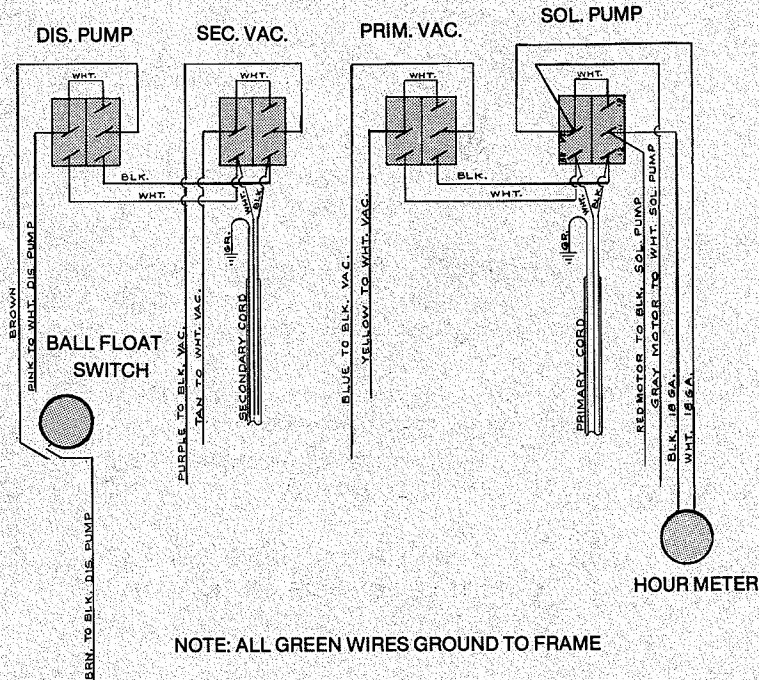 DIS. PUMP
SEC. VAC.
PRIM. VAC.
SOL. PUMP
WHT.
WHT.
WHT.
WHT.
BLK.
WHT.
BLK.
WHT.
WHT.
BLK.
WHT.
BLK.
GR.
GR.
BROWN
PINK TO WHT. DIS. PUMP
BALL FLOAT
SWITCH
PURPLE TO BLK. VAC.
TAN TO WHT. VAC.
SECONDARY CORD
BLUE TO BLK. VAC.
YELLOW TO WHT. VAC.
PRIMARY CORD
RED MOTOR TO BLK. SOL. PUMP
GRAY MOTOR TO WHT. SOL. PUMP
BLK. 18 GA.
WHT. 18 GA.
BRN. TO BLK. DIS. PUMP
HOUR METER
NOTE: ALL GREEN WIRES GROUND TO FRAME